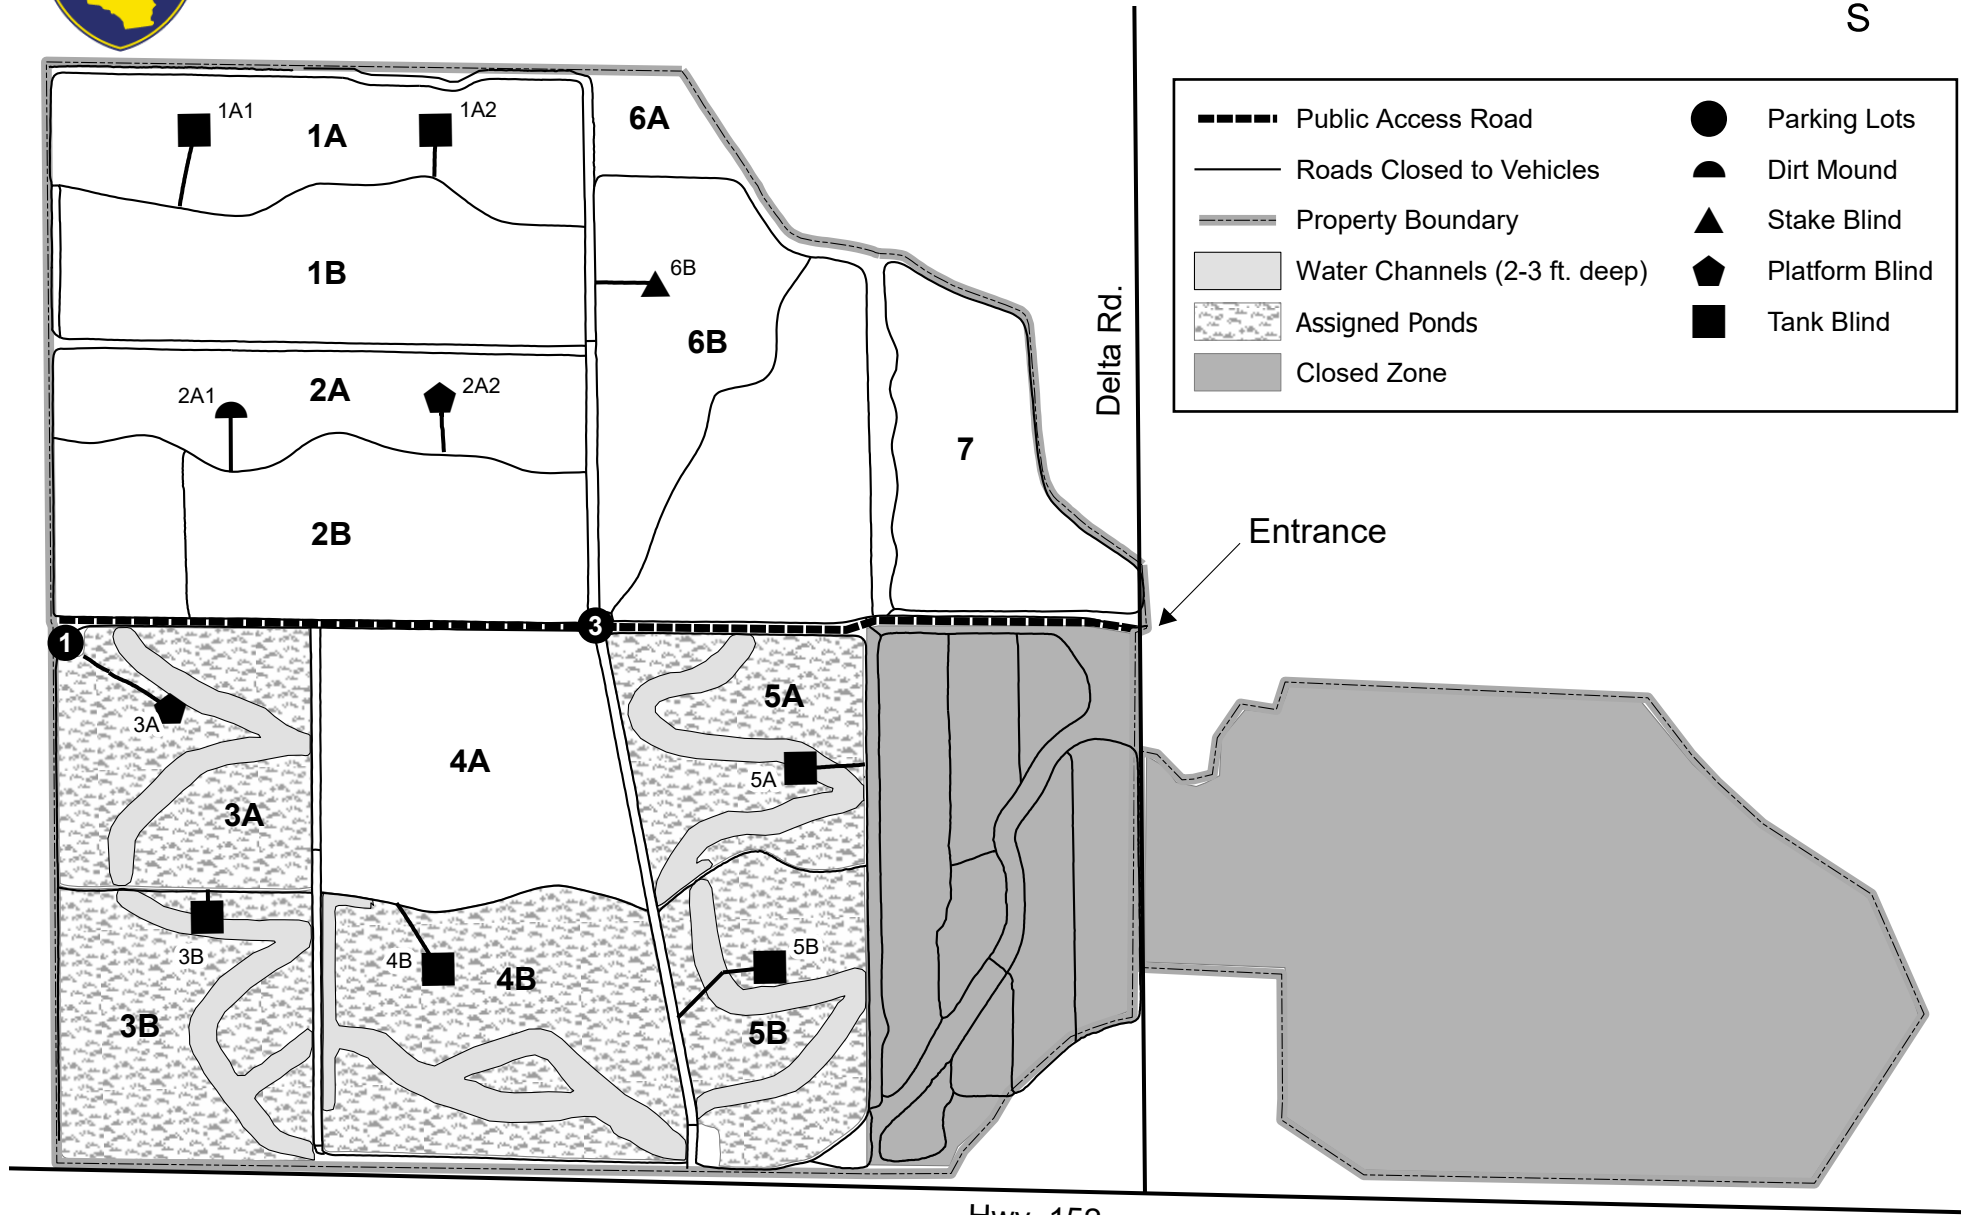 S
Public Access Road
Roads Closed to Vehicles
Property Boundary
Water Channels (2-3 ft. deep)
Assigned Ponds
Closed Zone
Parking Lots
Dirt Mound
Stake Blind
Platform Blind
Tank Blind
1A1
1A
1A2
6A
1B
6B
6B
2A1
2A
2A2
7
Delta Rd.
2B
Entrance
1
3
3A
3A
4A
5A
5A
3B
3B
4B
4B
5B
5B
Hwy. 152